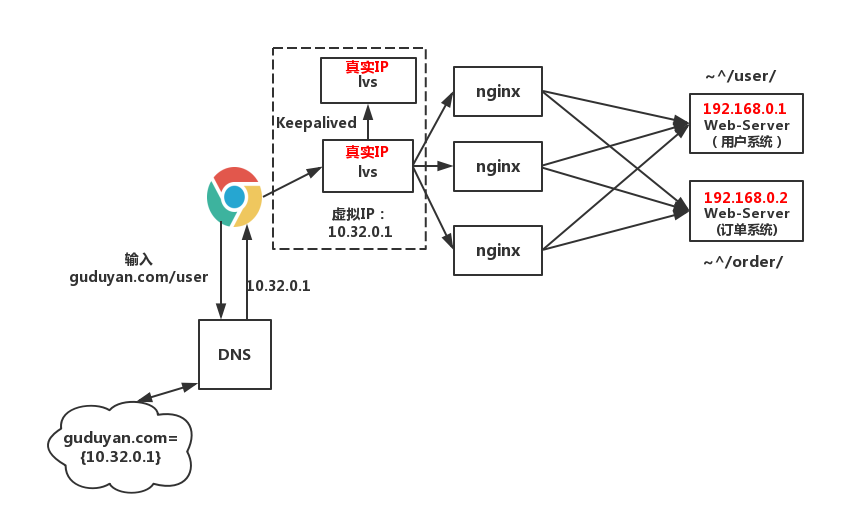 真实IP
lvs
Keepalived
真实IP
lvs
虚拟IP：
10.32.0.1
nginx
nginx
nginx
~^/user/
192.168.0.1
Web-Server
（用户系统）
192.168.0.2
Web-Server
(订单系统)
~^/order/
输入
guduyan.com/user
10.32.0.1
DNS
guduyan.com=
{10.32.0.1}